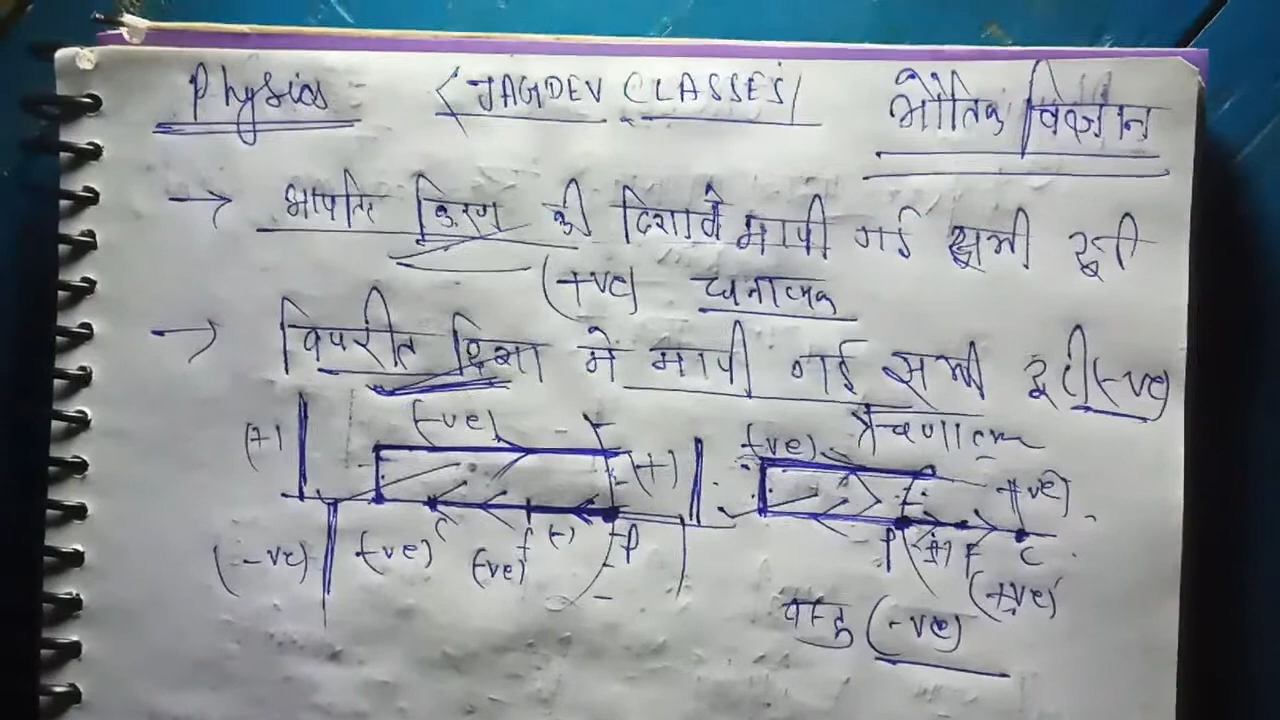 Physics
JAGDEV CLASSES
भौतिक विज्ञान
→ आपतित किरण की दिशामे मापी गई सभी दूरी
(+ve) धनात्मक
→ विपरीत दिशा मे मापी गई सभी दूरी (-ve)
ऋणात्मक
(+) (-ve) (+) (-ve) (+ve)
(-ve) (-ve) C (-ve) f (-) P P (+) F C
(+ve)
वस्तु (-ve)